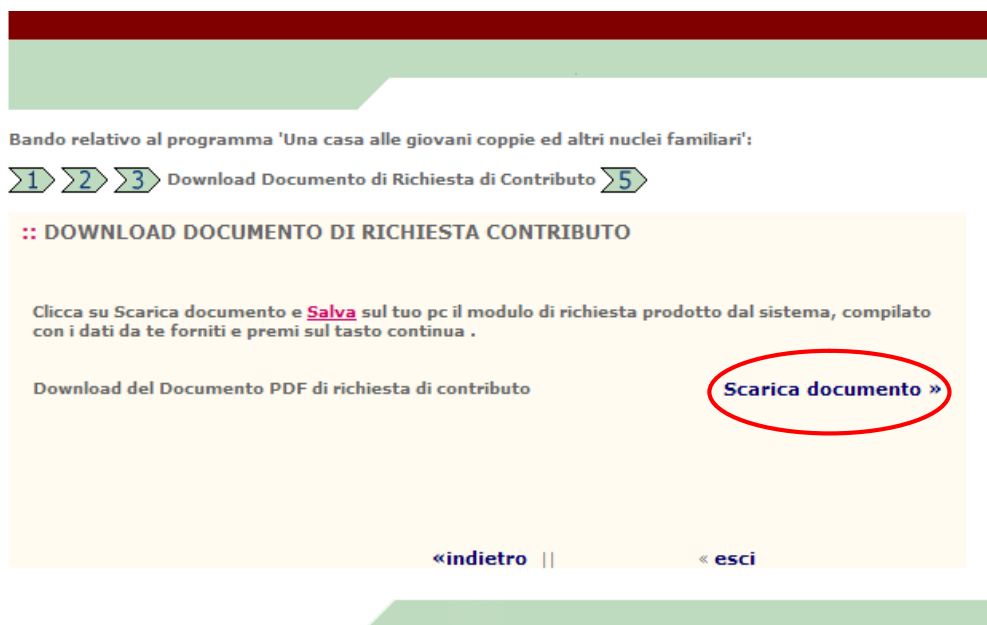 Bando relativo al programma 'Una casa alle giovani coppie ed altri nuclei familiari':
1 2 3 Download Documento di Richiesta di Contributo 5
:: DOWNLOAD DOCUMENTO DI RICHIESTA CONTRIBUTO
Clicca su Scarica documento e Salva sul tuo pc il modulo di richiesta prodotto dal sistema, compilato
con i dati da te forniti e premi sul tasto continua .
Download del Documento PDF di richiesta di contributo Scarica documento »
«indietro || « esci